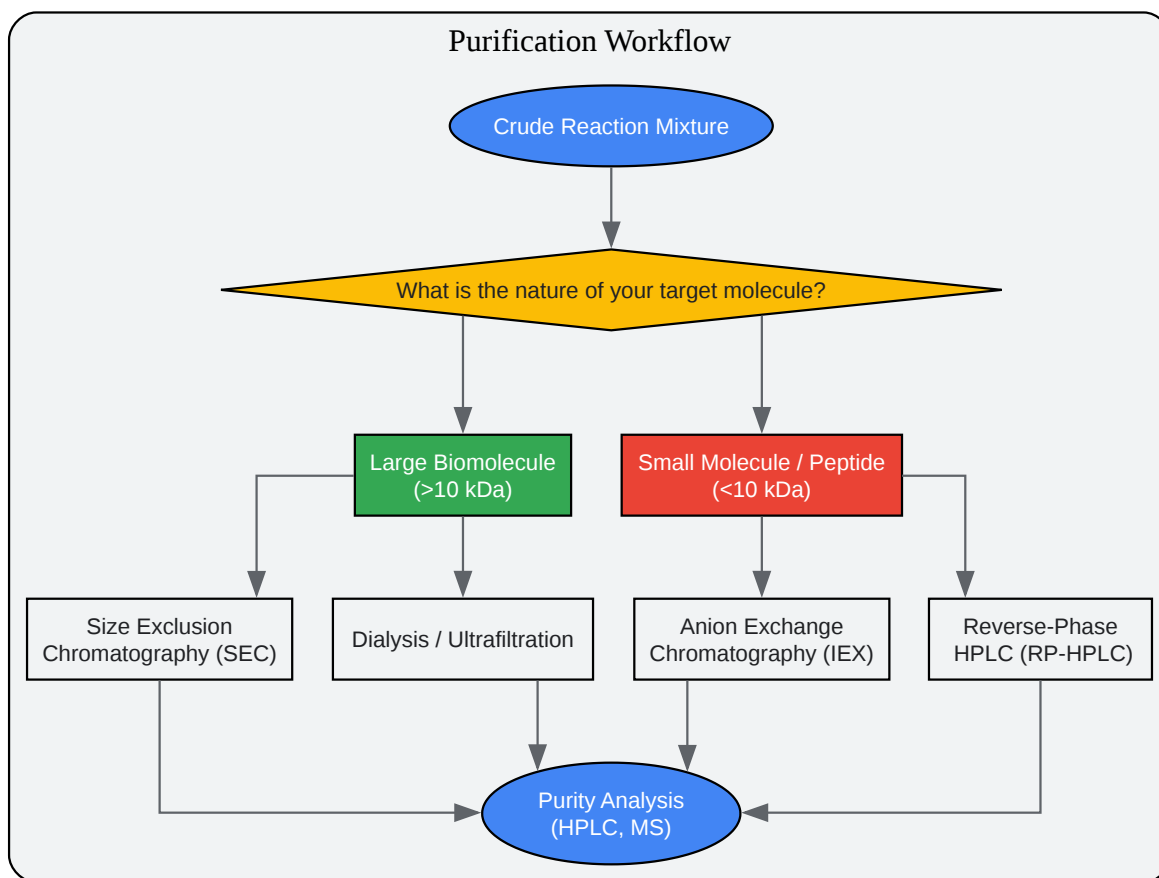 Purification Workflow
Crude Reaction Mixture
What is the nature of your target molecule?
Large Biomolecule
(>10 kDa)
Small Molecule / Peptide
(<10 kDa)
Size Exclusion
Chromatography (SEC)
Dialysis / Ultrafiltration
Anion Exchange
Chromatography (IEX)
Reverse-Phase
HPLC (RP-HPLC)
Purity Analysis
(HPLC, MS)